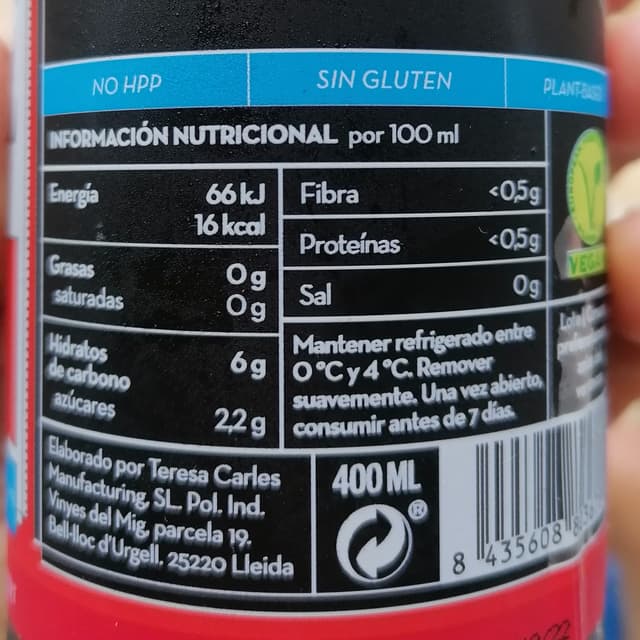 NO HPP
SIN GLUTEN
PLANT-BASED
INFORMACIÓN NUTRICIONAL por 100 ml
Energía 66 kJ
16 kcal
Grasas 0g
saturadas 0g
Hidratos
de carbono 6g
azúcares 2,2g
Fibra <0,5g
Proteínas <0,5g
Sal 0g
Mantener refrigerado entre
0°C y 4°C. Remover
suavemente. Una vez abierto,
consumir antes de 7 días.
V
VEGA
Elaborado por Teresa Carles
Manufacturing, SL. Pol. Ind.
Vinyes del Mig, parcela 19.
Bell-lloc d'Urgell. 25220 Lleida
400 ML
®
8 435608